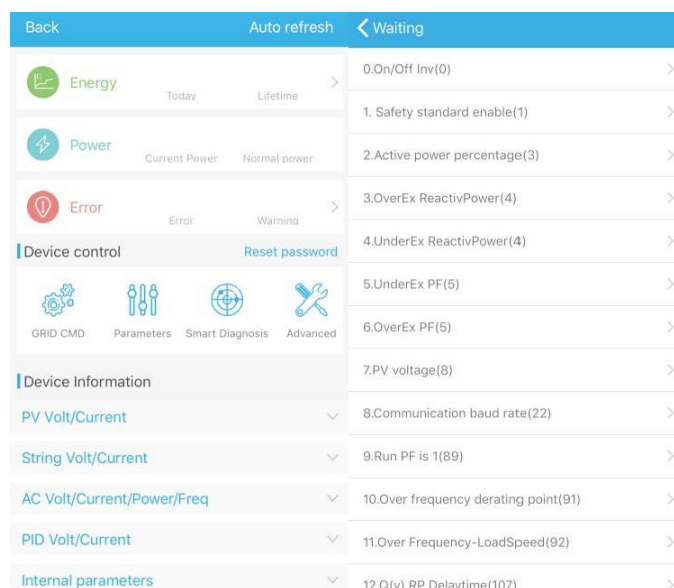 Back Auto refresh
Energy
Today Lifetime
Power
Current Power Normal power
Error
Error Warning
Device control Reset password
GRID CMD Parameters Smart Diagnosis Advanced
Device Information
PV Volt/Current
String Volt/Current
AC Volt/Current/Power/Freq
PID Volt/Current
Internal parameters
Waiting
0.On/Off Inv(0)
1. Safety standard enable(1)
2.Active power percentage(3)
3.OverEx ReactivPower(4)
4.UnderEx ReactivPower(4)
5.UnderEx PF(5)
6.OverEx PF(5)
7.PV voltage(8)
8.Communication baud rate(22)
9.Run PF is 1(89)
10.Over frequency derating point(91)
11.Over Frequency-LoadSpeed(92)
12.Q(v) RP Delaytime(107)